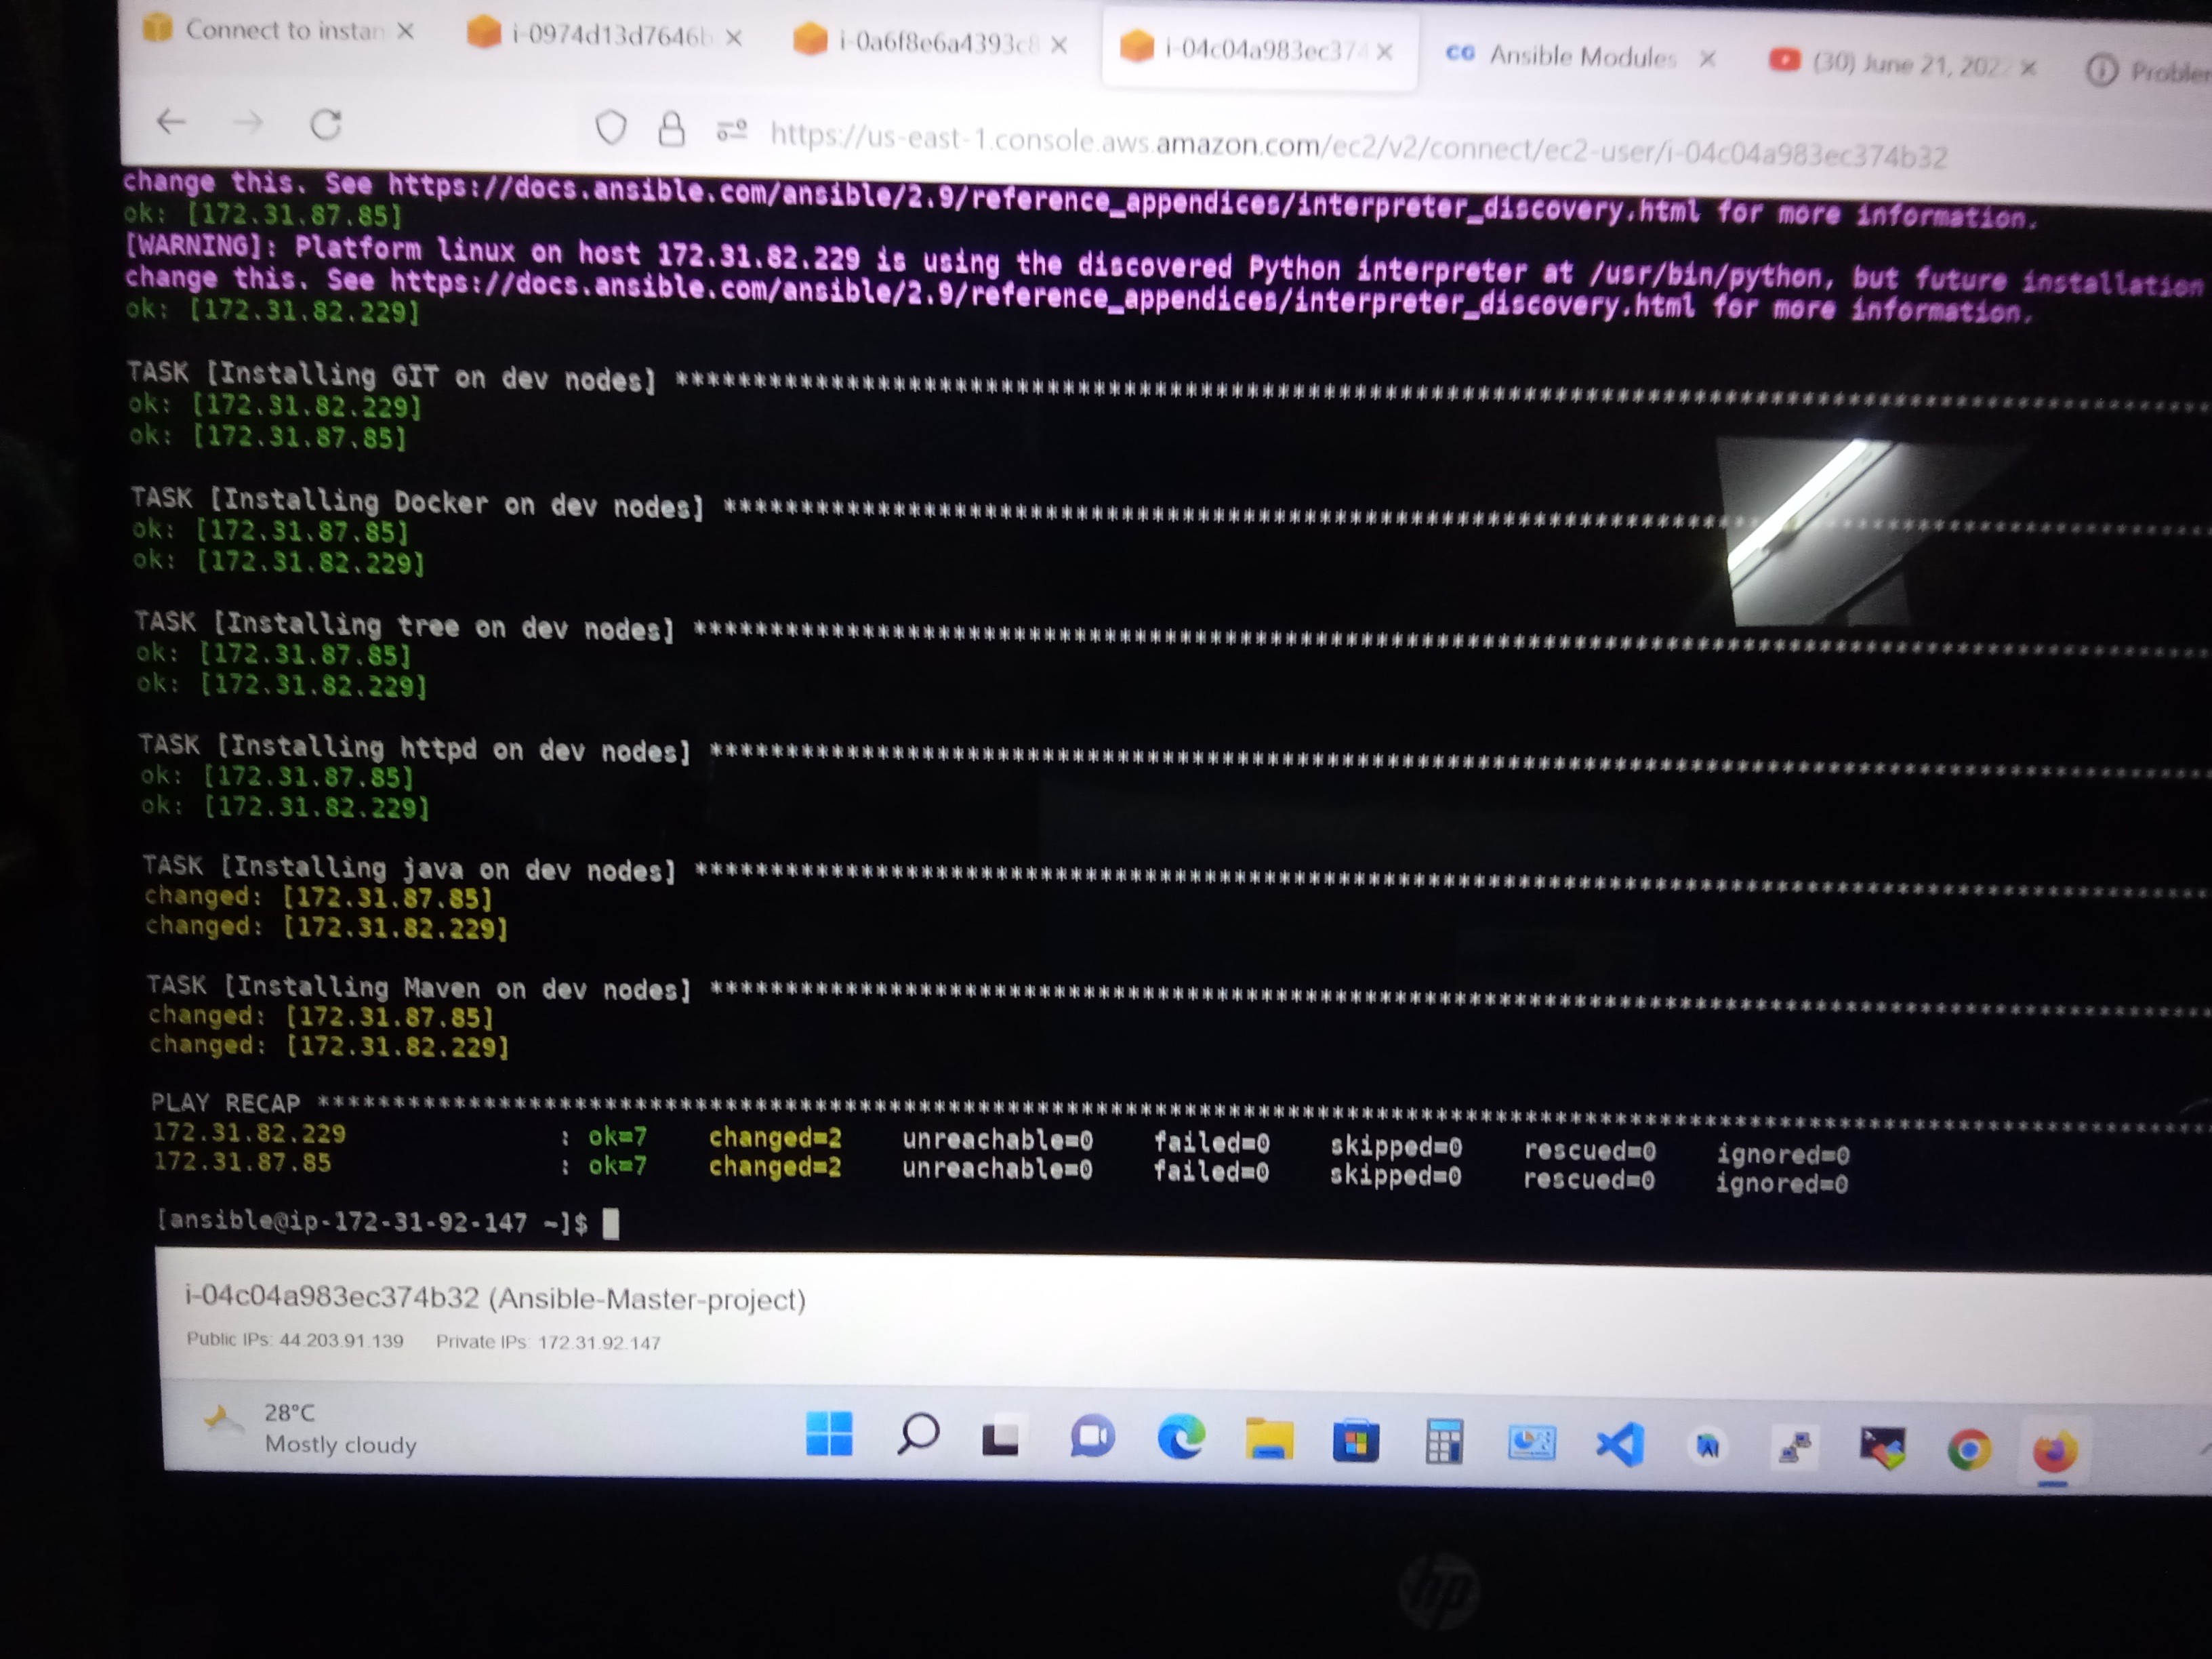 Connect to instan
i-0974d13d7646b
i-0a6f8e6a4393c8
i-04c04a983ec374
CG Ansible Modules
(30) June 21, 202
Problem
https://us-east-1.console.aws.amazon.com/ec2/v2/connect/ec2-user/i-04c04a983ec374b32
change this. See https://docs.ansible.com/ansible/2.9/reference_appendices/interpreter_discovery.html for more information.
ok: [172.31.87.85]
[WARNING]: Platform linux on host 172.31.82.229 is using the discovered Python interpreter at /usr/bin/python, but future installation
change this. See https://docs.ansible.com/ansible/2.9/reference_appendices/interpreter_discovery.html for more information.
ok: [172.31.82.229]
TASK [Installing GIT on dev nodes] ****************************************************************************************************
ok: [172.31.82.229]
ok: [172.31.87.85]
TASK [Installing Docker on dev nodes] *************************************************************************************************
ok: [172.31.87.85]
ok: [172.31.82.229]
TASK [Installing tree on dev nodes] ***************************************************************************************************
ok: [172.31.87.85]
ok: [172.31.82.229]
TASK [Installing httpd on dev nodes] **************************************************************************************************
ok: [172.31.87.85]
ok: [172.31.82.229]
TASK [Installing java on dev nodes] ***************************************************************************************************
changed: [172.31.87.85]
changed: [172.31.82.229]
TASK [Installing Maven on dev nodes] **************************************************************************************************
changed: [172.31.87.85]
changed: [172.31.82.229]
PLAY RECAP ****************************************************************************************************************************
172.31.82.229 : ok=7 changed=2 unreachable=0 failed=0 skipped=0 rescued=0 ignored=0
172.31.87.85 : ok=7 changed=2 unreachable=0 failed=0 skipped=0 rescued=0 ignored=0
[ansible@ip-172-31-92-147 ~]$
i-04c04a983ec374b32 (Ansible-Master-project)
Public IPs: 44.203.91.139 Private IPs: 172.31.92.147
28°C
Mostly cloudy
hp